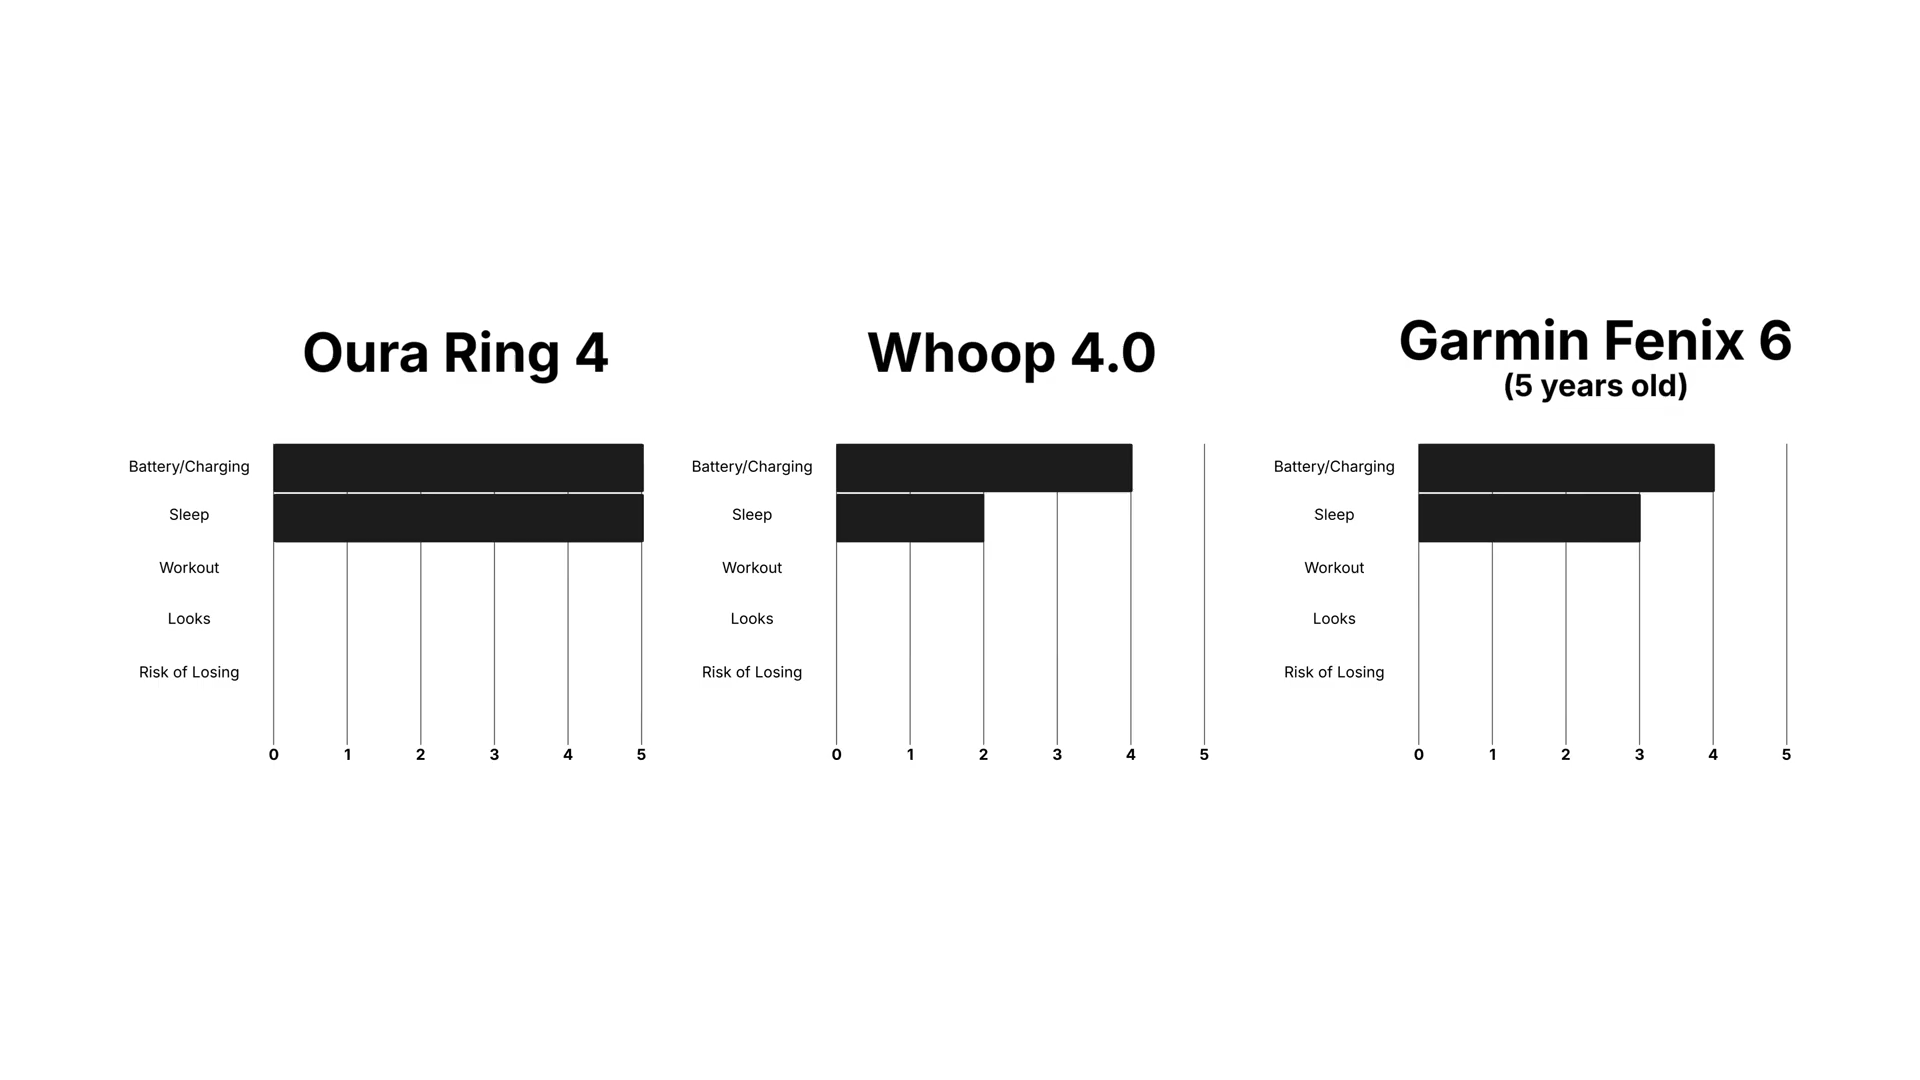 Oura Ring 4
Battery/Charging
Sleep
Workout
Looks
Risk of Losing
0 1 2 3 4 5
Whoop 4.0
Battery/Charging
Sleep
Workout
Looks
Risk of Losing
0 1 2 3 4 5
Garmin Fenix 6
(5 years old)
Battery/Charging
Sleep
Workout
Looks
Risk of Losing
0 1 2 3 4 5